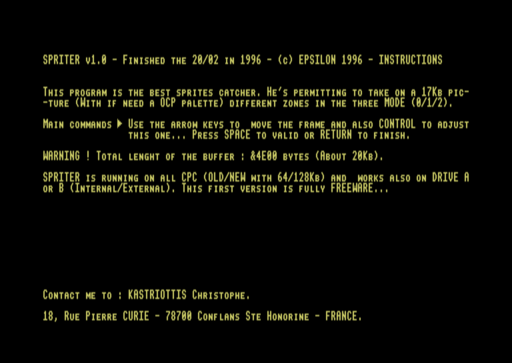 SPRITER v1.0 - Finished the 20/02 in 1996 - (c) EPSILON 1996 - INSTRUCTIONS
This program is the best sprites catcher. He's permitting to take on a 17Kb pic-
-ture (With if need a OCP palette) different zones in the three MODE (0/1/2).
Main commands ▶ Use the arrow keys to  move the frame and also CONTROL to adjust
this one... Press SPACE to valid or RETURN to finish.
WARNING ! Total lenght of the buffer : &4E00 bytes (About 20Kb).
SPRITER is running on all CPC (OLD/NEW with 64/128Kb) and  works also on DRIVE A
or B (Internal/External). This first version is fully FREEWARE...
Contact me to : KASTRIOTTIS Christophe.
18, Rue Pierre CURIE - 78700 Conflans Ste Honorine - FRANCE.